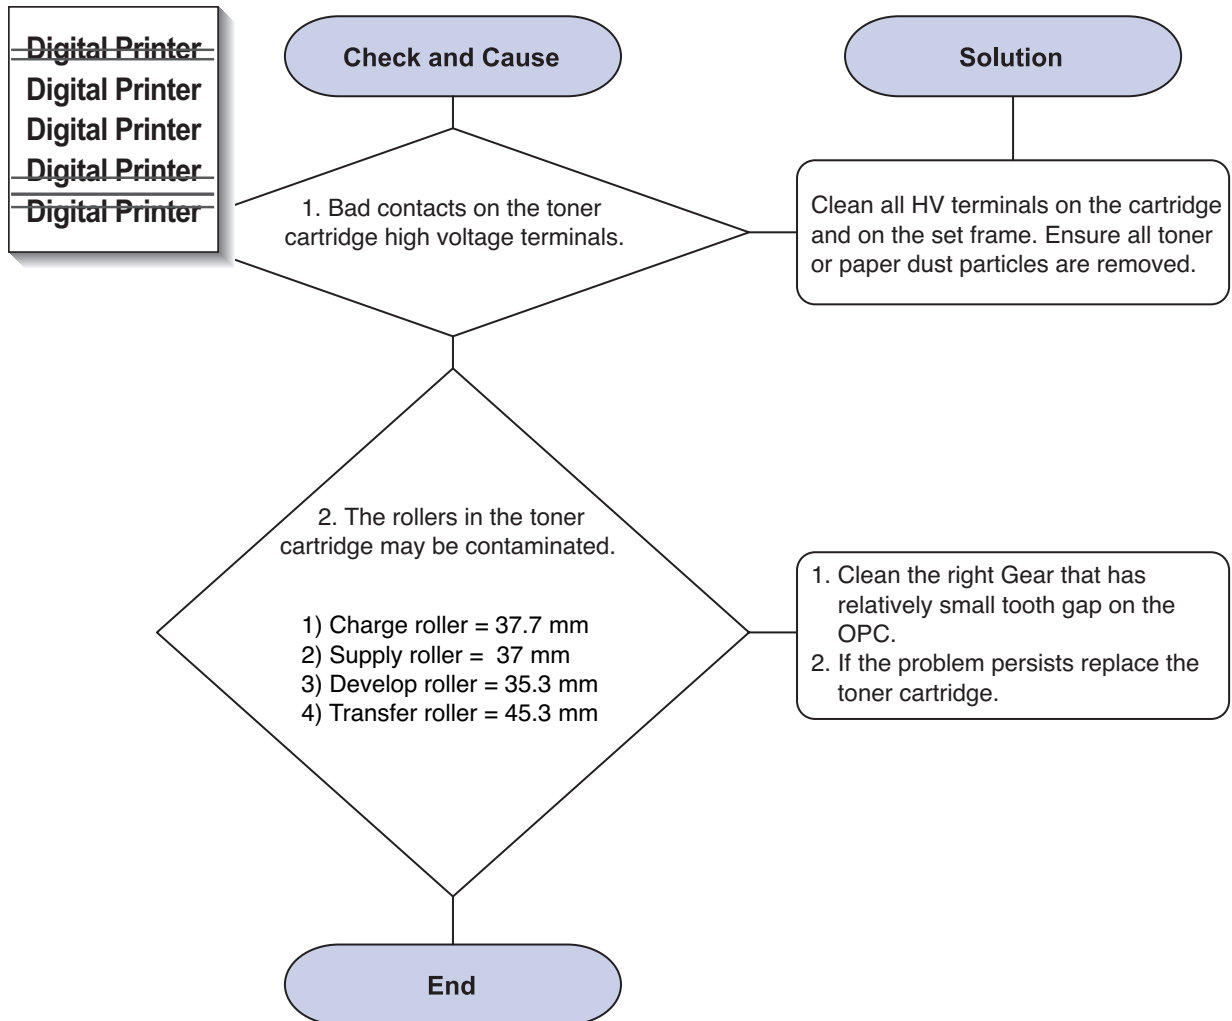 Digital Printer
Digital Printer
Digital Printer
Digital Printer
Digital Printer
Check and Cause
Solution
1. Bad contacts on the toner
cartridge high voltage terminals.
Clean all HV terminals on the cartridge
and on the set frame. Ensure all toner
or paper dust particles are removed.
2. The rollers in the toner
cartridge may be contaminated.
1) Charge roller = 37.7 mm
2) Supply roller = 37 mm
3) Develop roller = 35.3 mm
4) Transfer roller = 45.3 mm
1. Clean the right Gear that has
relatively small tooth gap on the
OPC.
2. If the problem persists replace the
toner cartridge.
End